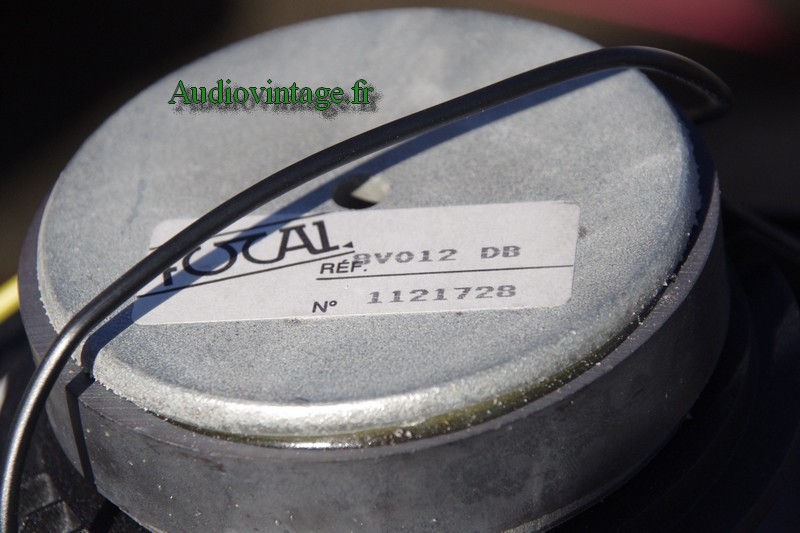 Audiovintage.fr
FOCAL
RÉF. 8V012 DB
N° 1121728